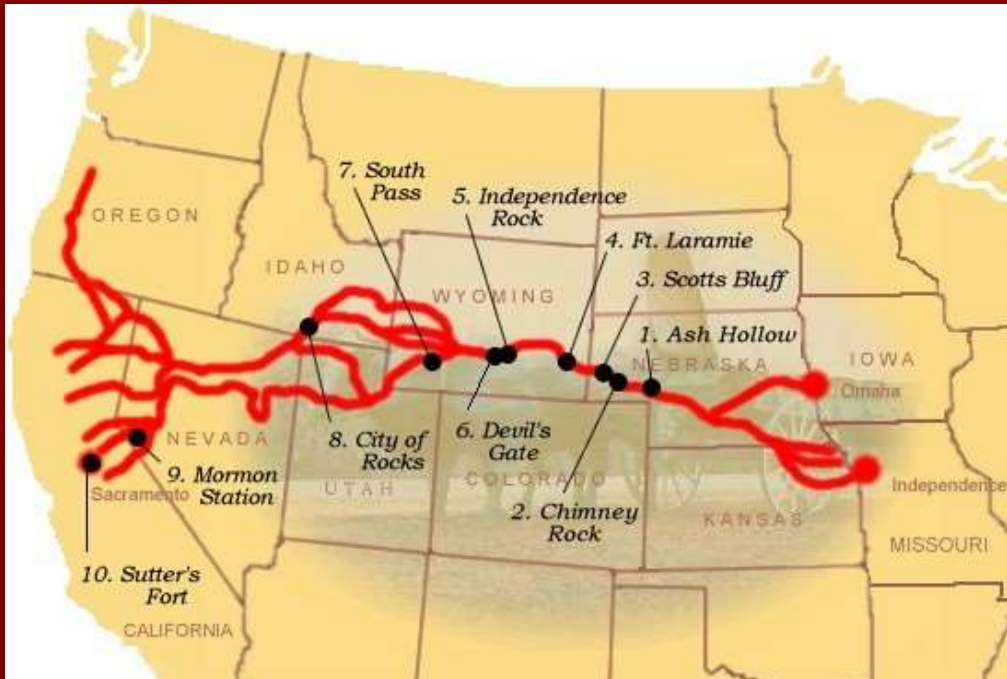 7. South
Pass
5. Independence
Rock
OREGON
4. Ft. Laramie
IDAHO
3. Scotts Bluff
WYOMING
1. Ash Hollow
NEBRASKA
IOWA
Omaha
NEVADA
8. City of
Rocks
6. Devil's
Gate
9. Mormon
Station
COLORADO
UTAH
Sacramento
Independence
2. Chimney
Rock
KANSAS
MISSOURI
10. Sutter's
Fort
CALIFORNIA